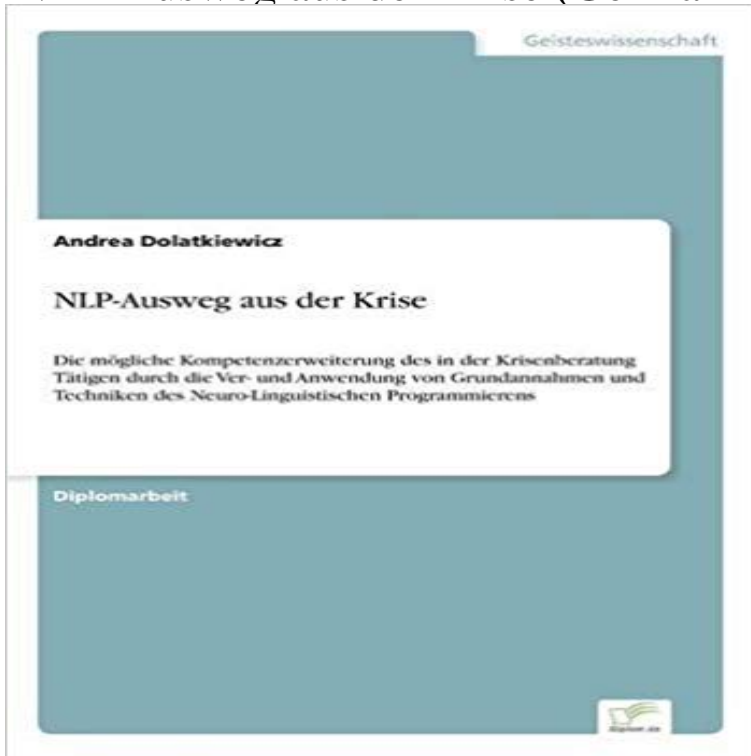 Geisteswissenschaft
Andrea Dolatkiewicz
NLP-Ausweg aus der Krise
Die mögliche Kompetenzerweiterung des in der Krisenberatung
Tätigen durch die Ver- und Anwendung von Grundannahmen und
Techniken des Neuro-Linguistischen Programmierens
Diplomarbeit